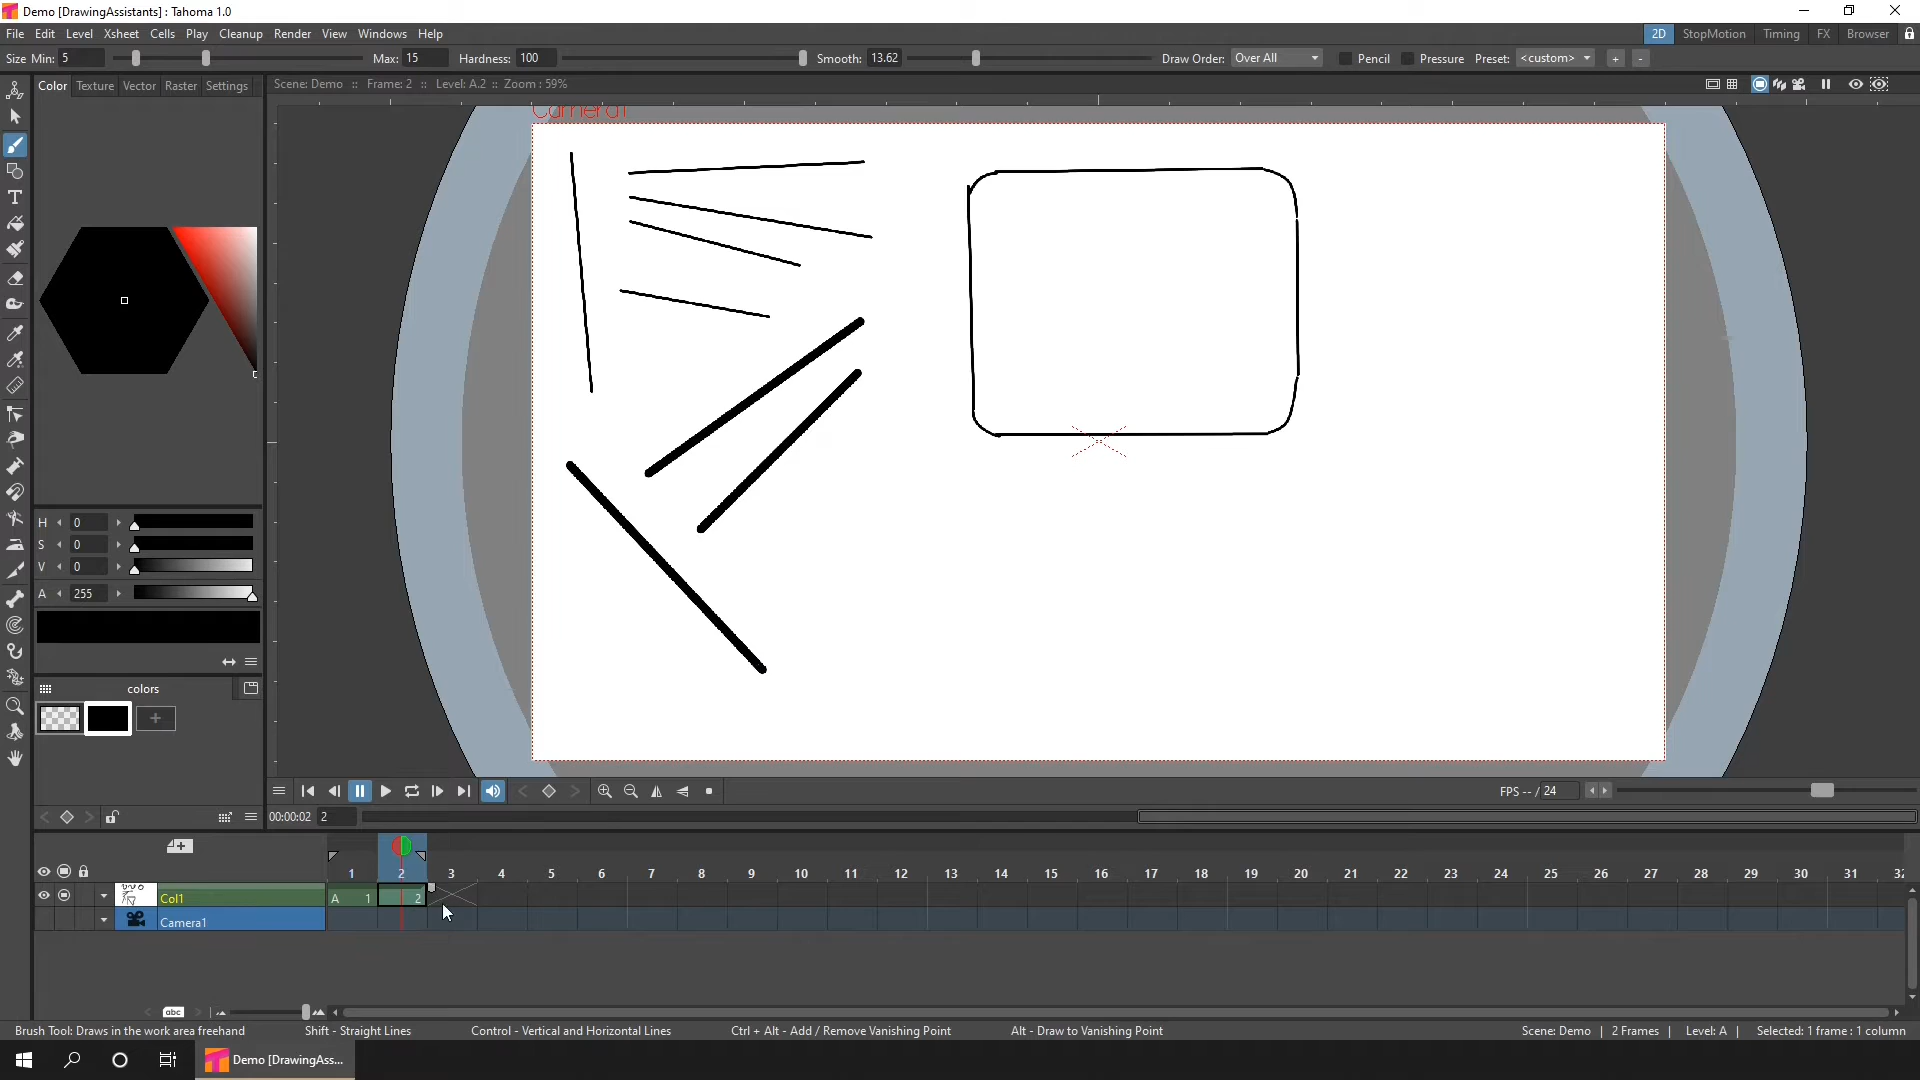 Demo [DrawingAssistants] : Tahoma 1.0
File Edit Level Xsheet Cells Play Cleanup Render View Windows Help
2D StopMotion Timing FX Browser
Size Min: 5 Max: 15 Hardness: 100 Smooth: 13.62 Draw Order: Over All Pencil Pressure Preset: <custom> + -
Color Texture Vector Raster Settings
Scene: Demo :: Frame: 2 :: Level: A.2 :: Zoom : 59%
Camera1
H 0
S 0
V 0
A 255
colors
+
FPS -- / 24
00:00:02 2
1 2 3 4 5 6 7 8 9 10 11 12 13 14 15 16 17 18 19 20 21 22 23 24 25 26 27 28 29 30 31
Col1 A 1 2
Camera1
abc
Brush Tool: Draws in the work area freehand Shift - Straight Lines Control - Vertical and Horizontal Lines Ctrl + Alt - Add / Remove Vanishing Point Alt - Draw to Vanishing Point Scene: Demo | 2 Frames | Level: A | Selected: 1 frame : 1 column
Demo [DrawingAss...